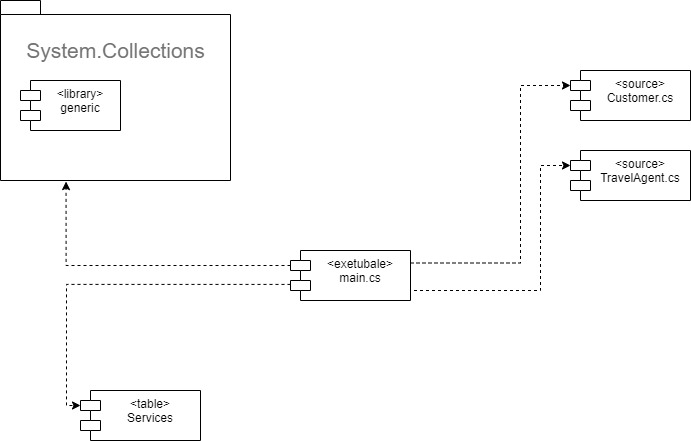 System.Collections
<library>
generic
<source>
Customer.cs
<source>
TravelAgent.cs
<exetubale>
main.cs
<table>
Services